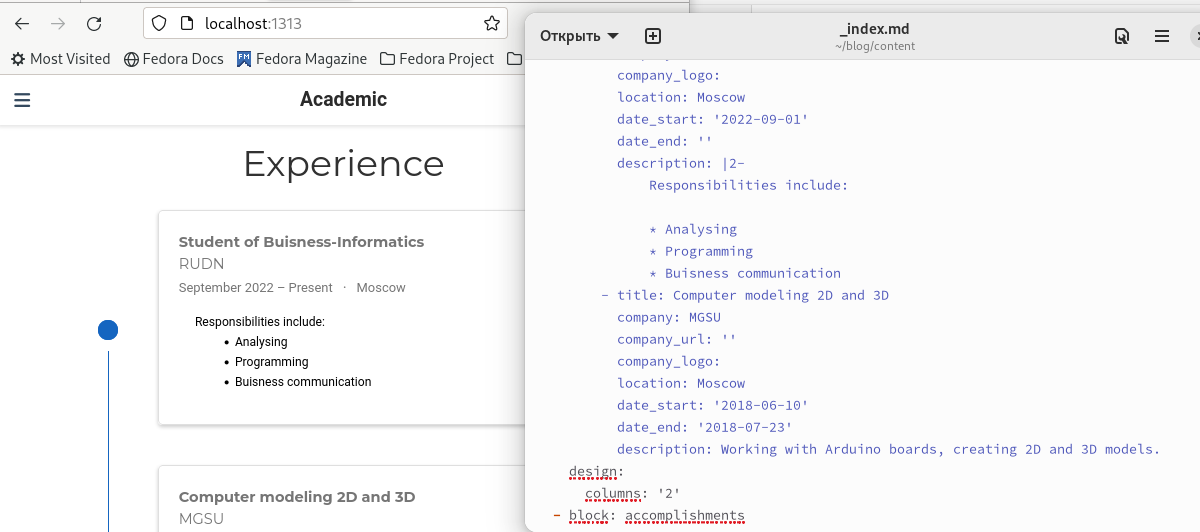 localhost:1313
Most Visited Fedora Docs Fedora Magazine Fedora Project
Academic
Experience
Student of Buisness-Informatics
RUDN
September 2022 – Present · Moscow
Responsibilities include:
• Analysing
• Programming
• Buisness communication
Computer modeling 2D and 3D
MGSU
Открыть
_index.md
~/blog/content
company_logo:
location: Moscow
date_start: '2022-09-01'
date_end: ''
description: |2-
Responsibilities include:
* Analysing
* Programming
* Buisness communication
- title: Computer modeling 2D and 3D
company: MGSU
company_url: ''
company_logo:
location: Moscow
date_start: '2018-06-10'
date_end: '2018-07-23'
description: Working with Arduino boards, creating 2D and 3D models.
design:
columns: '2'
- block: accomplishments